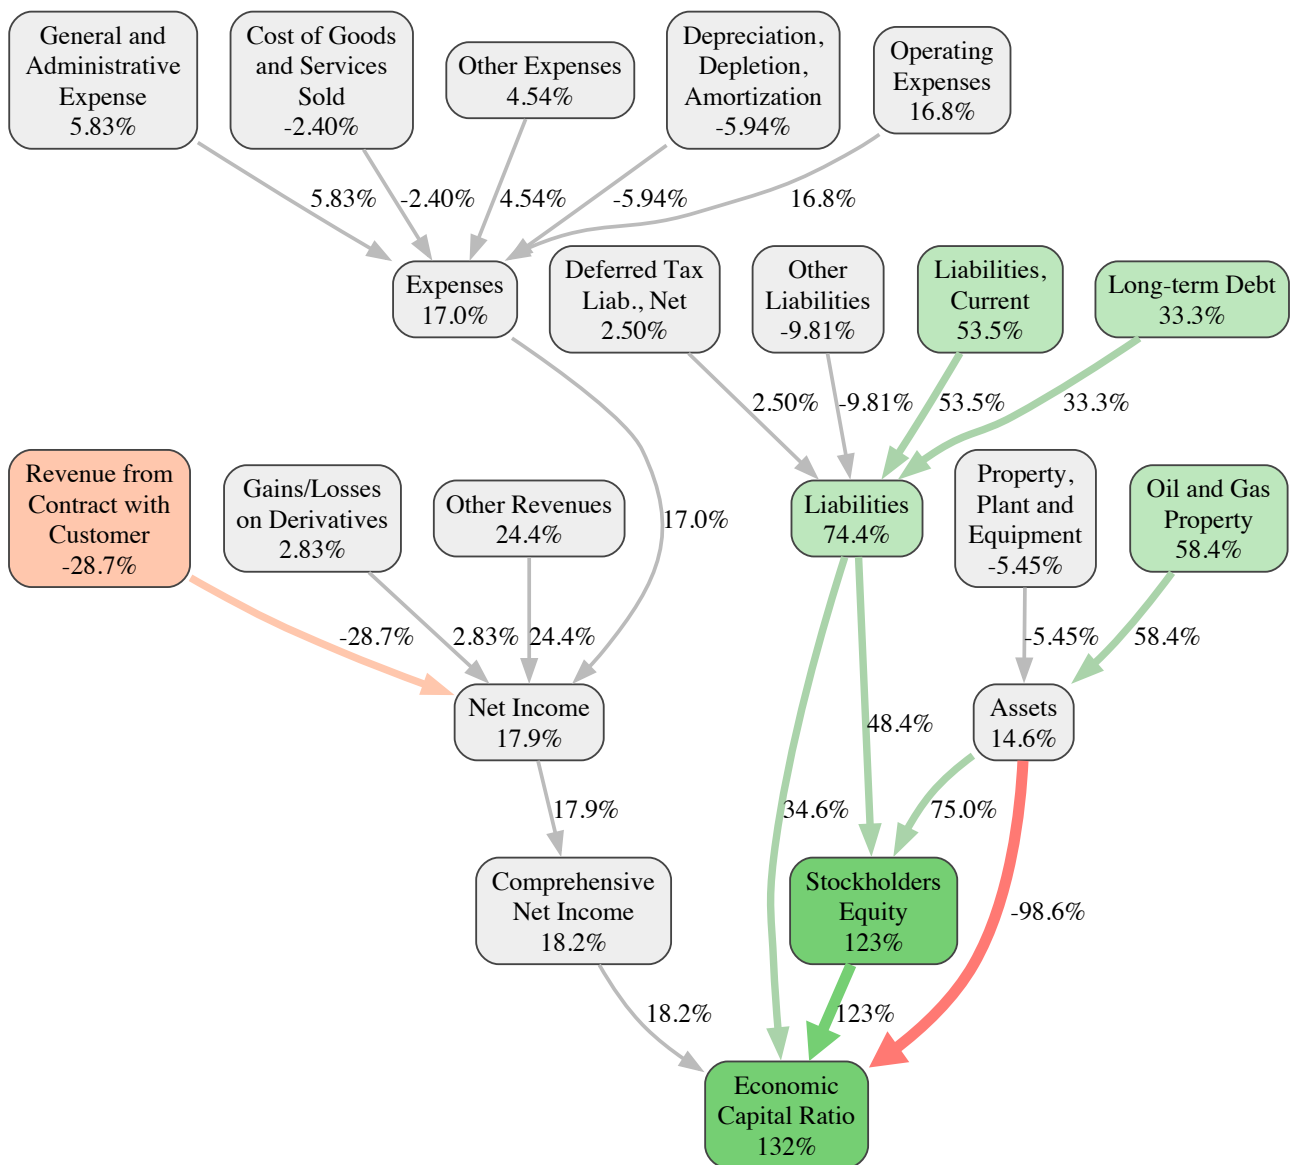 General and
Administrative
Expense
5.83%
Cost of Goods
and Services
Sold
-2.40%
Other Expenses
4.54%
Depreciation,
Depletion,
Amortization
-5.94%
Operating
Expenses
16.8%
5.83%
-2.40%
4.54%
-5.94%
16.8%
Expenses
17.0%
Deferred Tax
Liab., Net
2.50%
Other
Liabilities
-9.81%
Liabilities,
Current
53.5%
Long-term Debt
33.3%
2.50%
-9.81%
53.5%
33.3%
Revenue from
Contract with
Customer
-28.7%
Gains/Losses
on Derivatives
2.83%
Other Revenues
24.4%
17.0%
Liabilities
74.4%
Property,
Plant and
Equipment
-5.45%
Oil and Gas
Property
58.4%
-28.7%
2.83%
24.4%
-5.45%
58.4%
Net Income
17.9%
48.4%
Assets
14.6%
17.9%
34.6%
75.0%
Comprehensive
Net Income
18.2%
Stockholders
Equity
123%
-98.6%
18.2%
123%
Economic
Capital Ratio
132%